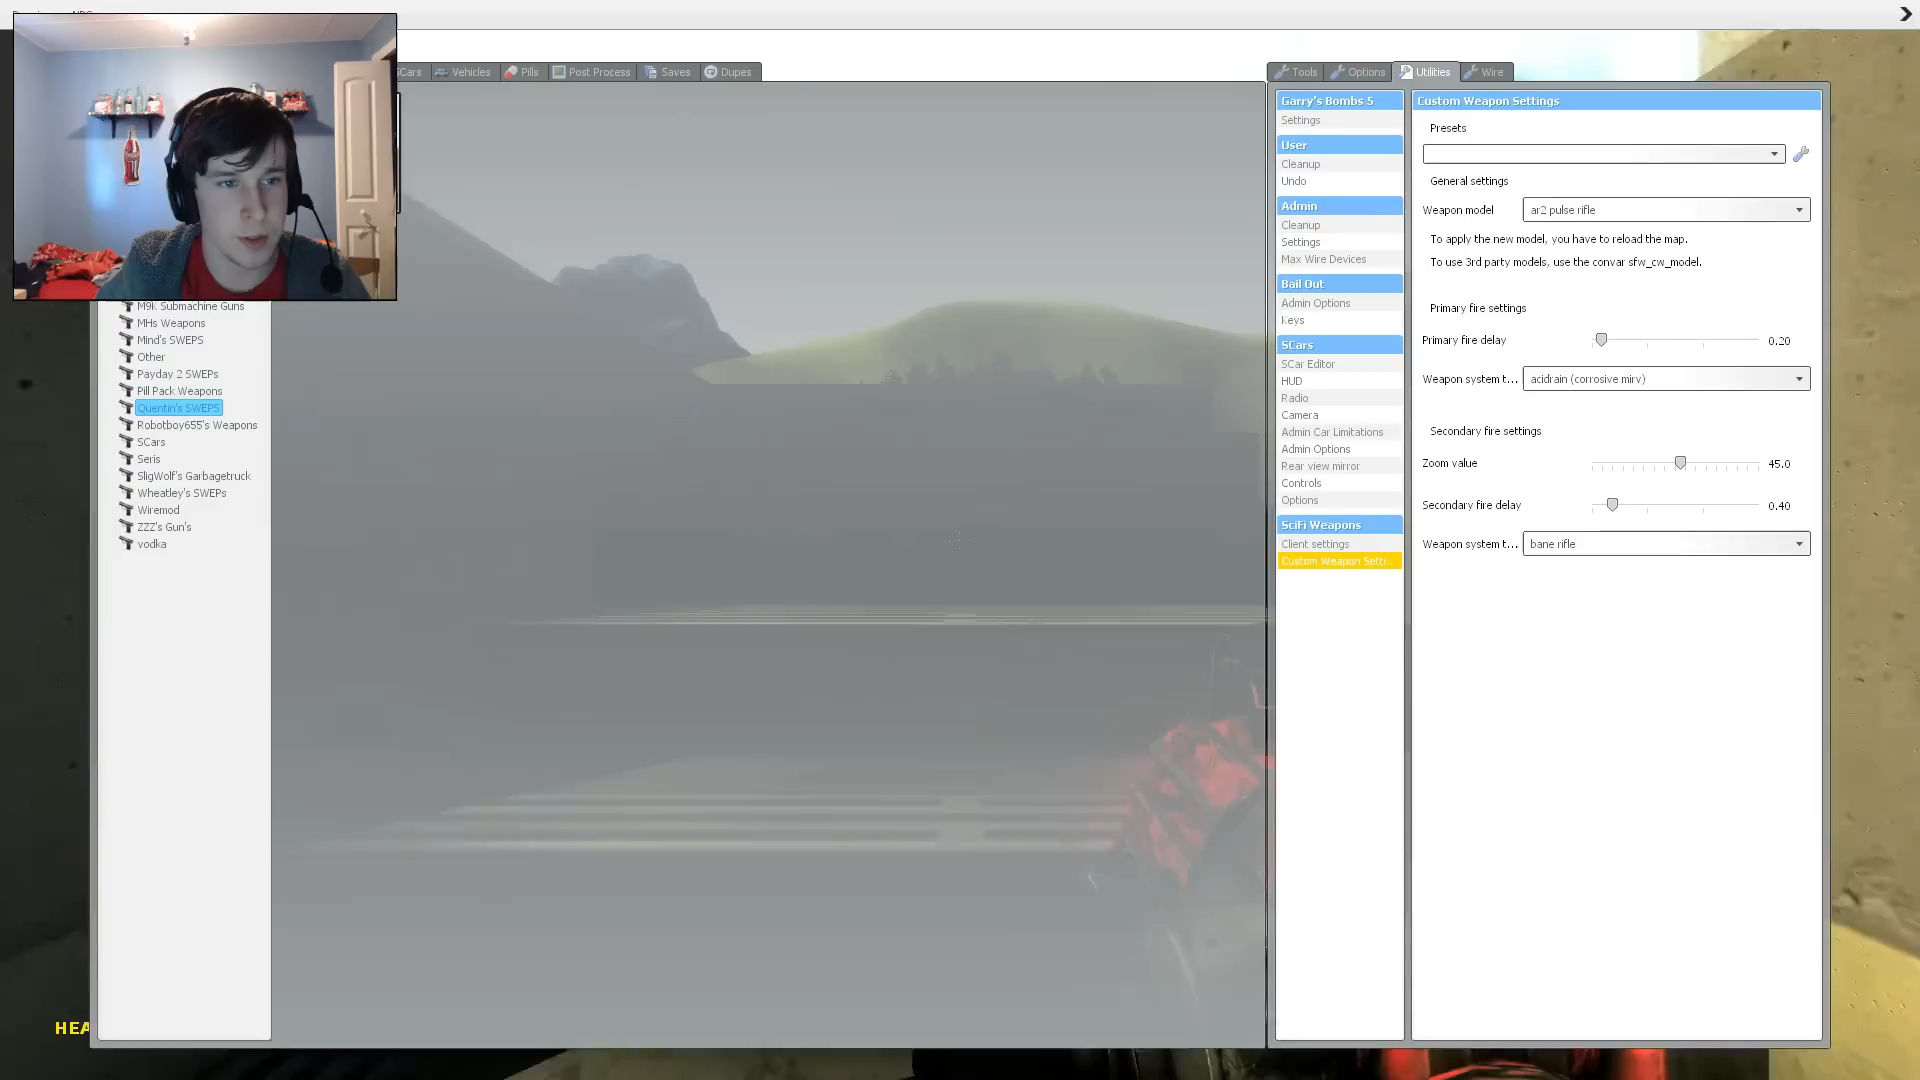 SCars Vehicles Pills Post Process Saves Dupes
Tools Options Utilities Wire
M9K Submachine Guns
MHs Weapons
Mind's SWEPS
Other
Payday 2 SWEPs
Pill Pack Weapons
Quentin's SWEPS
Robotboy655's Weapons
SCars
Seris
SligWolf's Garbagetruck
Wheatley's SWEPs
Wiremod
ZZZ's Gun's
vodka
HEA
Garry's Bombs 5
Settings
User
Cleanup
Undo
Admin
Cleanup
Settings
Max Wire Devices
Bail Out
Admin Options
Keys
SCars
SCar Editor
HUD
Radio
Camera
Admin Car Limitations
Admin Options
Rear view mirror
Controls
Options
SciFi Weapons
Client settings
Custom Weapon Setti...
Custom Weapon Settings
Presets
General settings
Weapon model ar2 pulse rifle
To apply the new model, you have to reload the map.
To use 3rd party models, use the convar sfw_cw_model.
Primary fire settings
Primary fire delay 0.20
Weapon system t... acidrain (corrosive mirv)
Secondary fire settings
Zoom value 45.0
Secondary fire delay 0.40
Weapon system t... bane rifle